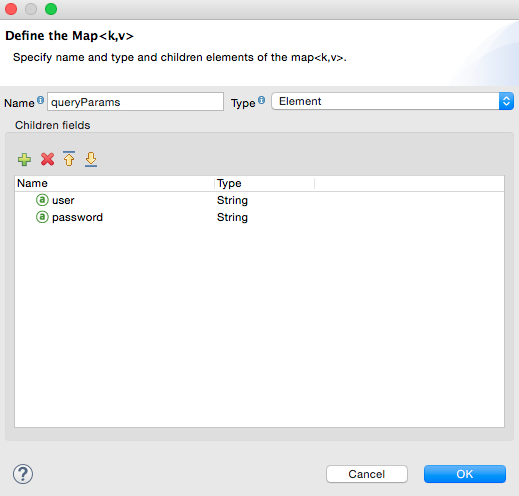 Define the Map<k,v>
Specify name and type and children elements of the map<k,v>.
Name queryParams Type Element
Children fields
Name Type
user String
password String
Cancel OK